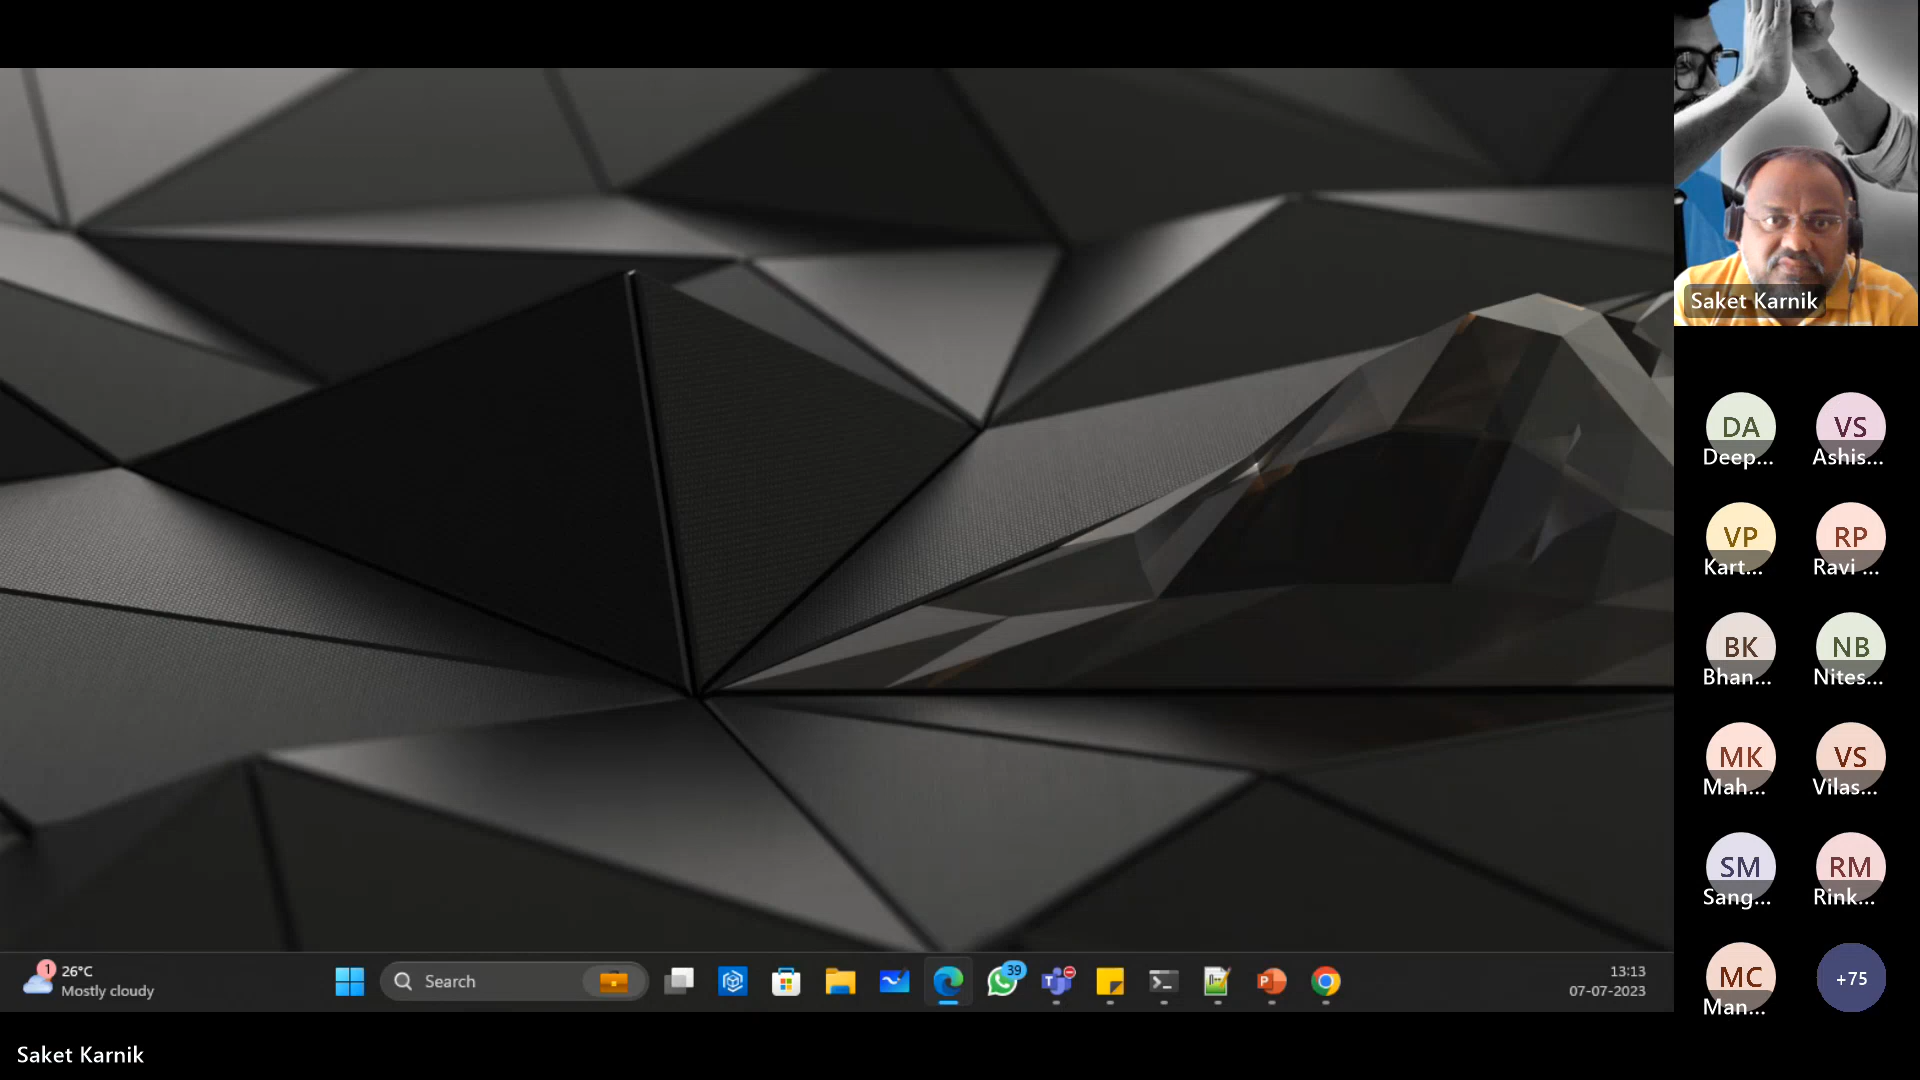 Saket Karnik
DA
Deep...
VS
Ashis...
VP
Kart...
RP
Ravi ...
BK
Bhan...
NB
Nites...
MK
Mah...
VS
Vilas...
SM
Sang...
RM
Rink...
MC
Man...
+75
1
26°C
Mostly cloudy
Search
39
13:13
07-07-2023
Saket Karnik